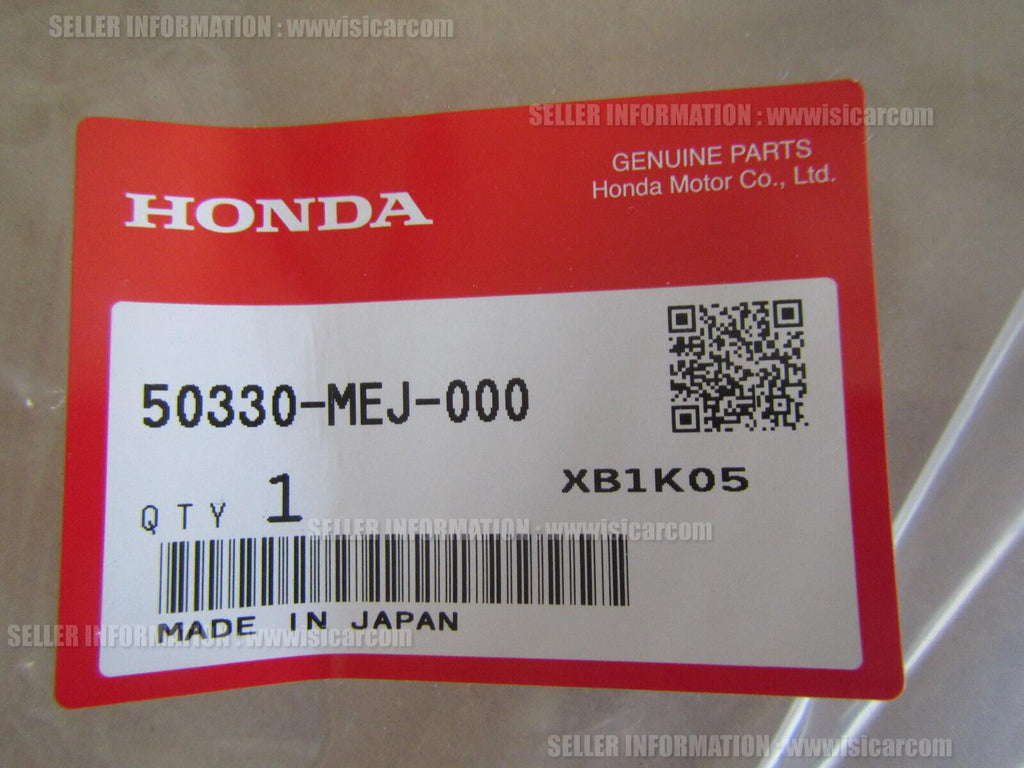 SELLER INFORMATION : wwwisicarcom
SELLER INFORMATION : wwwisicarcom
GENUINE PARTS
Honda Motor Co., Ltd.
HONDA
50330-MEJ-000
XB1K05
QTY 1
SELLER INFORMATION : wwwisicarcom
MADE IN JAPAN
SELLER INFORMATION : wwwisicarcom
SELLER INFORMATION : wwwisicarcom